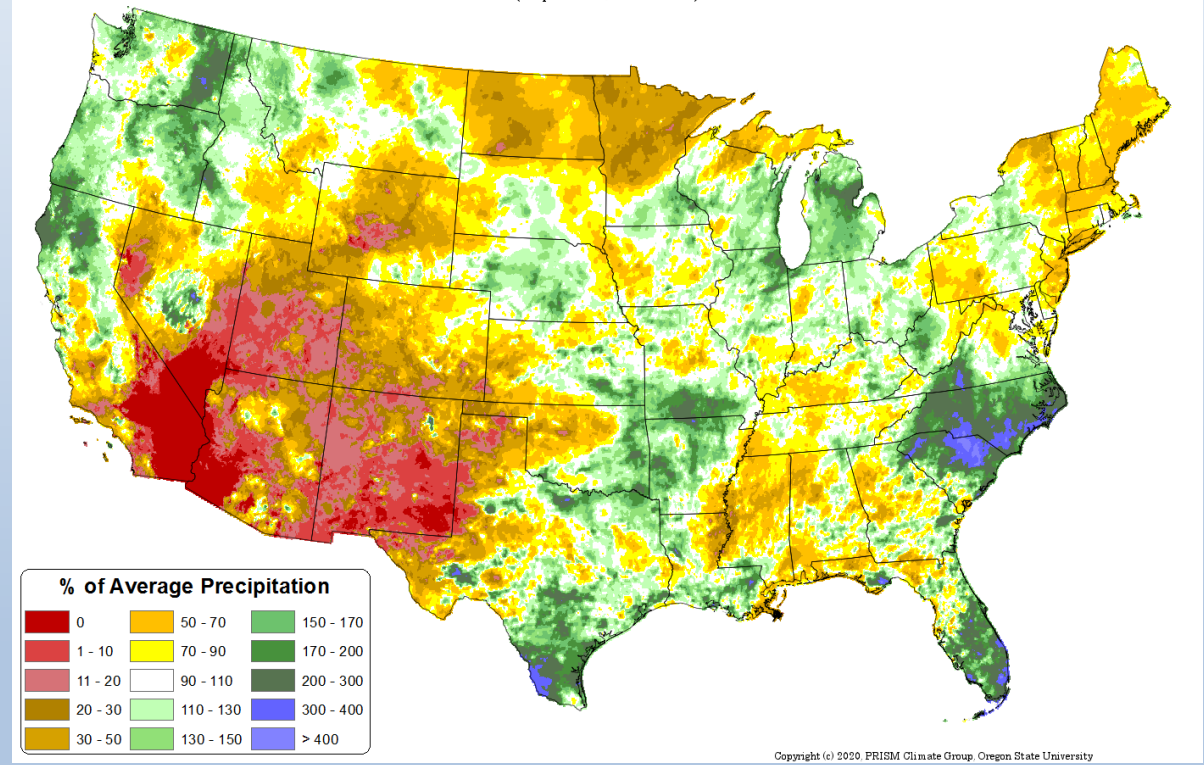 % of Average Precipitation
0 50 - 70 150 - 170
1 - 10 70 - 90 170 - 200
11 - 20 90 - 110 200 - 300
20 - 30 110 - 130 300 - 400
30 - 50 130 - 150 > 400
Copyright (c) 2020, PRISM Climate Group, Oregon State University